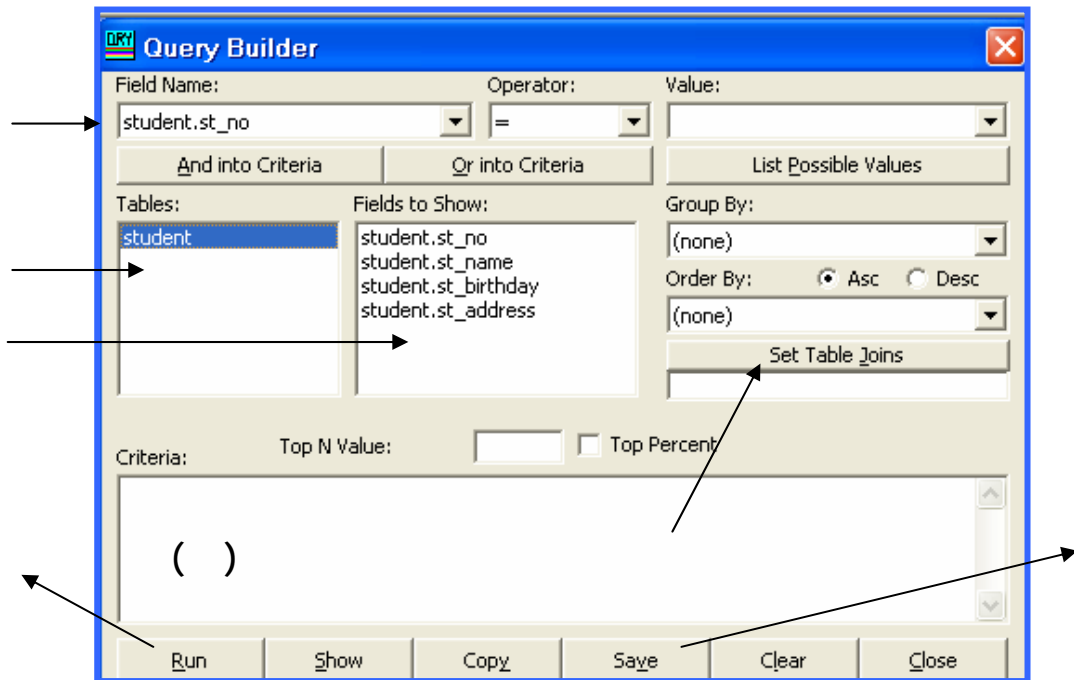 QRY Query Builder
Field Name: Operator: Value:
student.st_no =
And into Criteria Or into Criteria List Possible Values
Tables: Fields to Show: Group By:
student student.st_no (none)
student.st_name
student.st_birthday Order By: Asc Desc
student.st_address (none)
Set Table Joins
Top N Value: Top Percent
Criteria:
( )
Run Show Copy Save Clear Close